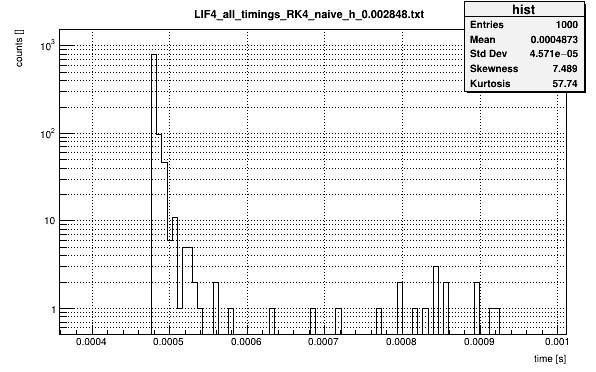 LIF4_all_timings_RK4_naive_h_0.002848.txt
hist
Entries 1000
Mean 0.0004873
Std Dev 4.571e−05
Skewness 7.489
Kurtosis 57.74
counts []
10³
10²
10
1
0.0004 0.0005 0.0006 0.0007 0.0008 0.0009 0.001
time [s]